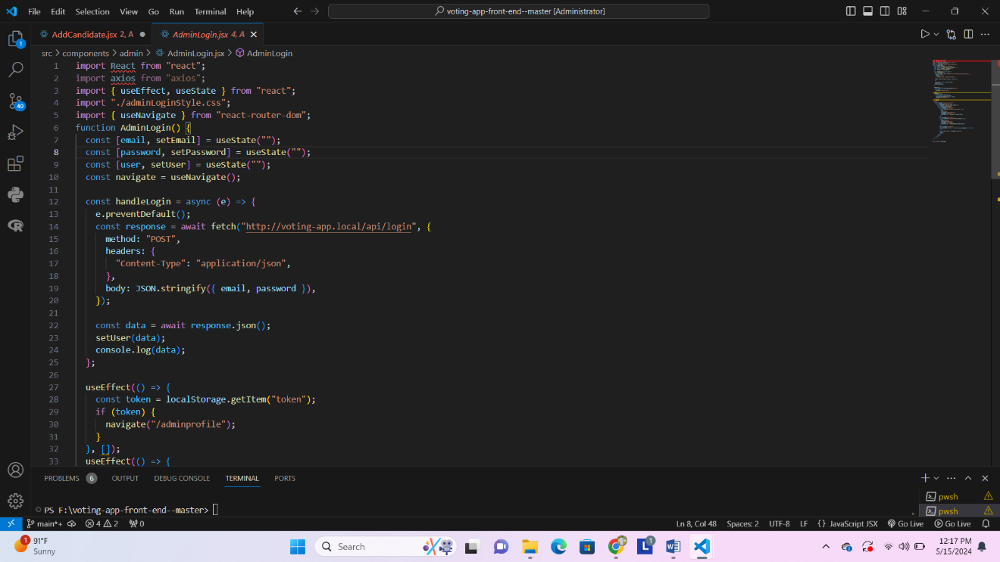 File Edit Selection View Go Run Terminal Help
voting-app-front-end--master [Administrator]
AddCandidate.jsx 2, A
AdminLogin.jsx 4, A
src > components > admin > AdminLogin.jsx > AdminLogin
1 import React from "react";
2 import axios from "axios";
3 import { useEffect, useState } from "react";
4 import "./adminLoginStyle.css";
5 import { useNavigate } from "react-router-dom";
6 function AdminLogin() {
7 const [email, setEmail] = useState("");
8 const [password, setPassword] = useState("");
9 const [user, setUser] = useState("");
10 const navigate = useNavigate();
11
12 const handleLogin = async (e) => {
13 e.preventDefault();
14 const response = await fetch("http://voting-app.local/api/login", {
15 method: "POST",
16 headers: {
17 "Content-Type": "application/json",
18 },
19 body: JSON.stringify({ email, password }),
20 });
21
22 const data = await response.json();
23 setUser(data);
24 console.log(data);
25 };
26
27 useEffect(() => {
28 const token = localStorage.getItem("token");
29 if (token) {
30 navigate("/adminprofile");
31 }
32 }, []);
33 useEffect(() => {
1
40
PROBLEMS 6 OUTPUT DEBUG CONSOLE TERMINAL PORTS
PS F:\voting-app-front-end--master>
pwsh
pwsh
main*+ 4 2 0
Ln 8, Col 48 Spaces: 2 UTF-8 LF {} JavaScript JSX Go Live Go Live
1
91°F
Sunny
Search
L 1
12:17 PM
5/15/2024